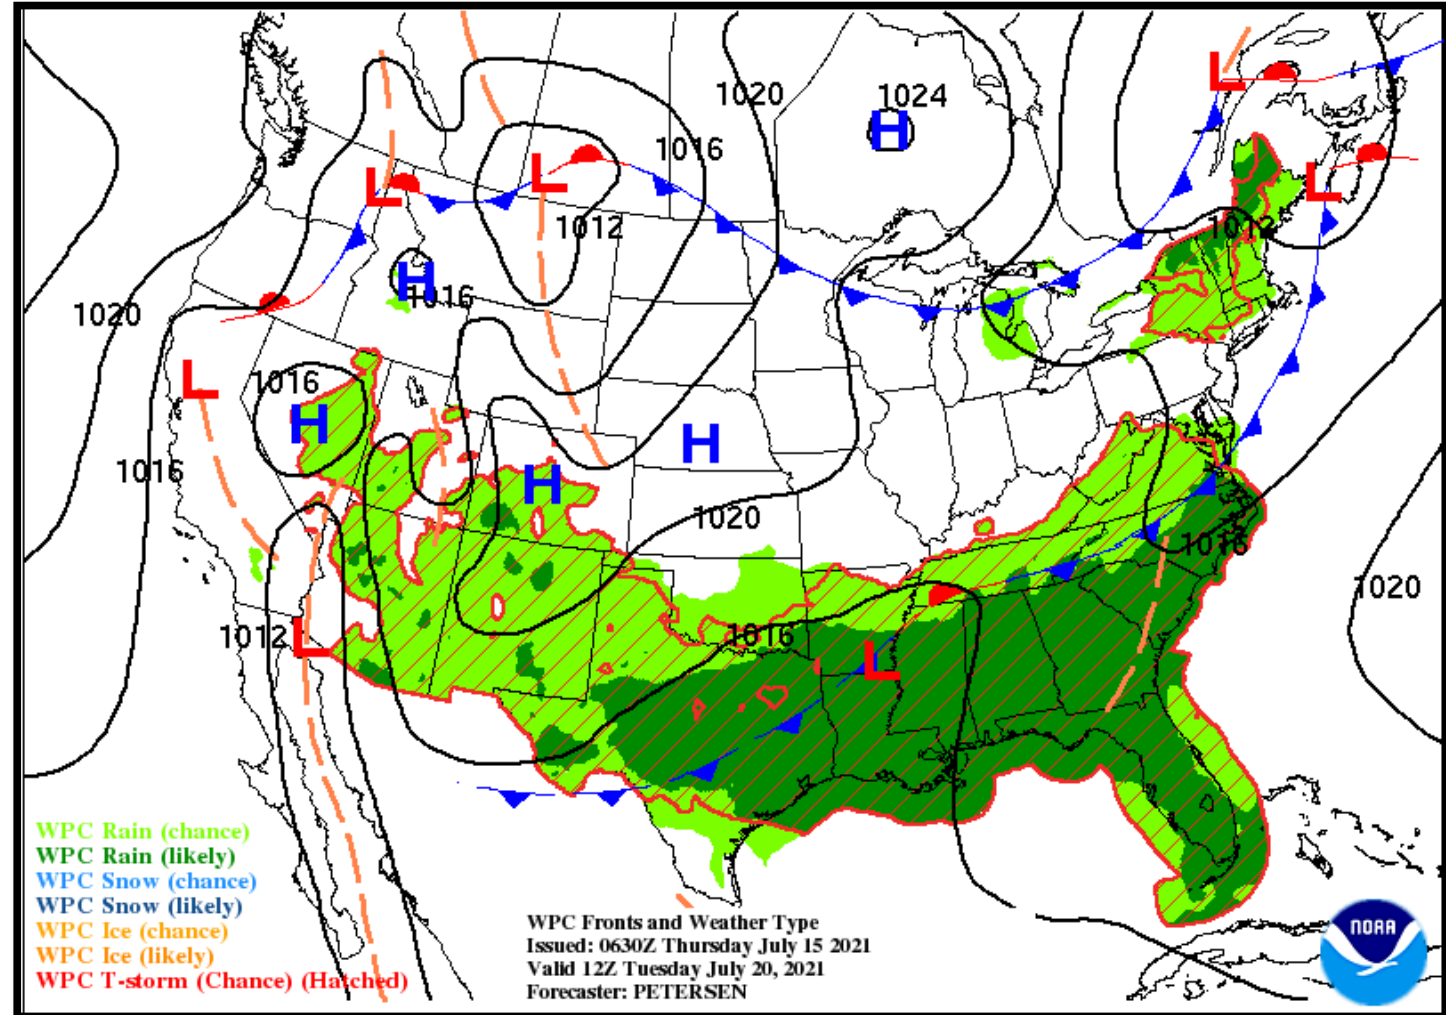 1020
1024
H
L
1016
L
L
L
1012
1012
H
1016
1020
L
1016
H
H
1016
H
1020
1016
1020
1012
L
1016
L
WPC Rain (chance)
WPC Rain (likely)
WPC Snow (chance)
WPC Snow (likely)
WPC Ice (chance)
WPC Ice (likely)
WPC T-storm (Chance) (Hatched)
WPC Fronts and Weather Type
Issued: 0630Z Thursday July 15 2021
Valid 12Z Tuesday July 20, 2021
Forecaster: PETERSEN
NOAA